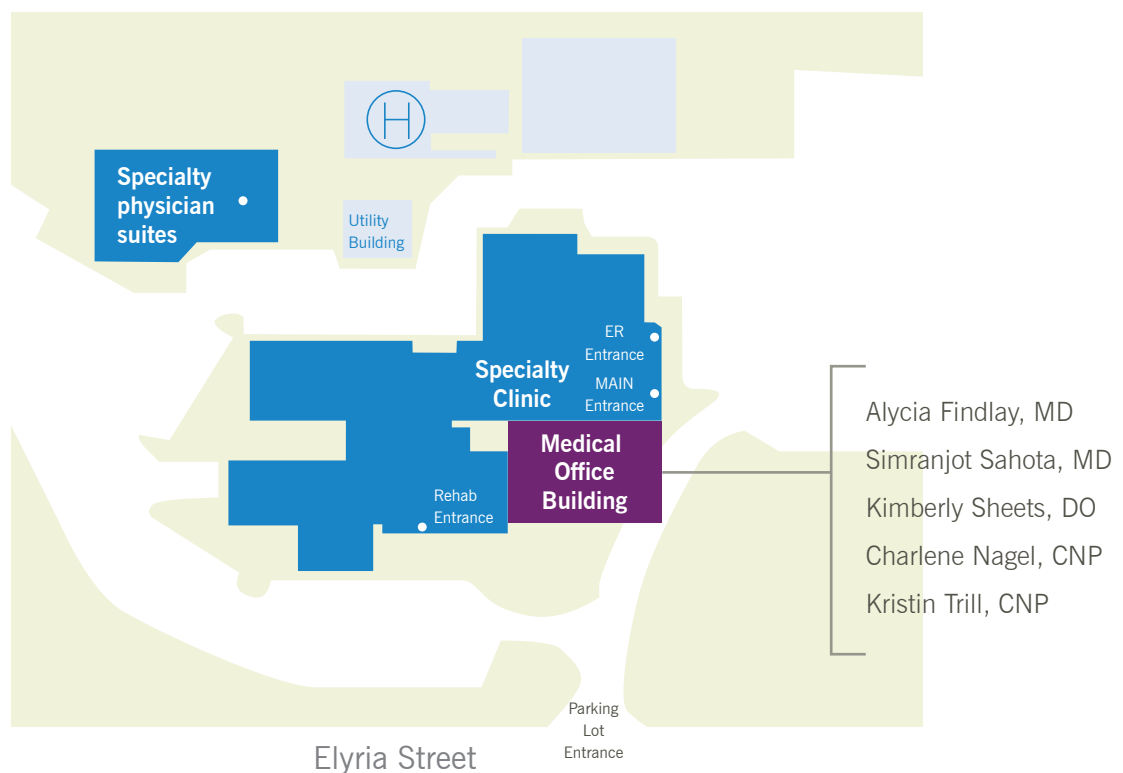 H
Specialty
physician
suites
Utility
Building
ER
Entrance
Specialty
Clinic
MAIN
Entrance
Medical
Office
Building
Rehab
Entrance
Alycia Findlay, MD
Simranjot Sahota, MD
Kimberly Sheets, DO
Charlene Nagel, CNP
Kristin Trill, CNP
Parking
Lot
Entrance
Elyria Street